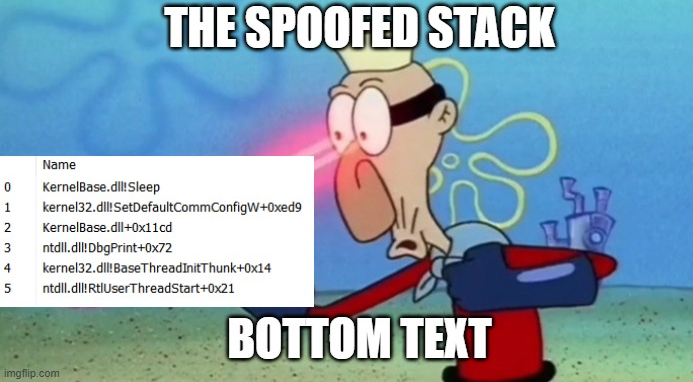 THE SPOOFED STACK
Name
0 KernelBase.dll!Sleep
1 kernel32.dll!SetDefaultCommConfigW+0xed9
2 KernelBase.dll+0x11cd
3 ntdll.dll!DbgPrint+0x72
4 kernel32.dll!BaseThreadInitThunk+0x14
5 ntdll.dll!RtlUserThreadStart+0x21
BOTTOM TEXT
imgflip.com